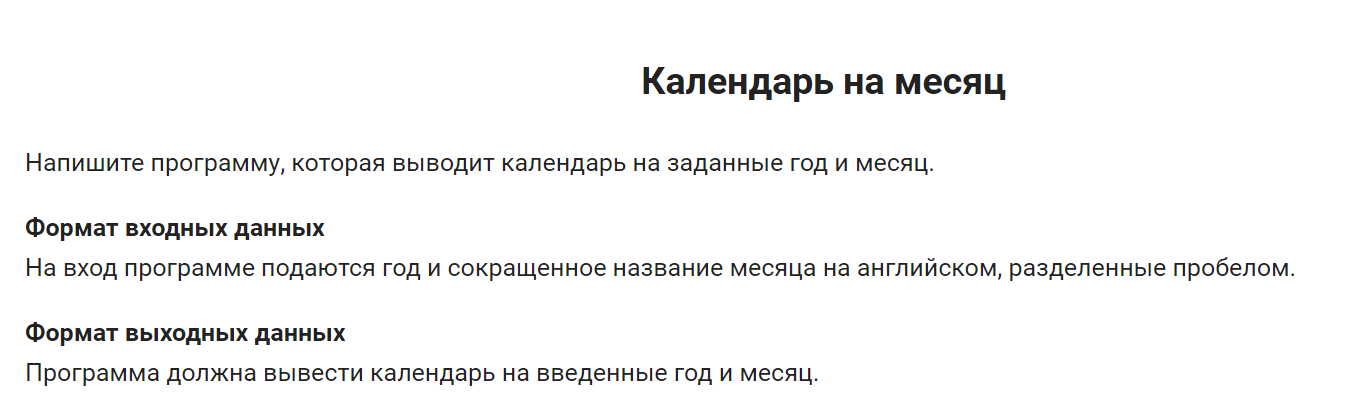 Календарь на месяц
Напишите программу, которая выводит календарь на заданные год и месяц.
Формат входных данных
На вход программе подаются год и сокращенное название месяца на английском, разделенные пробелом.
Формат выходных данных
Программа должна вывести календарь на введенные год и месяц.